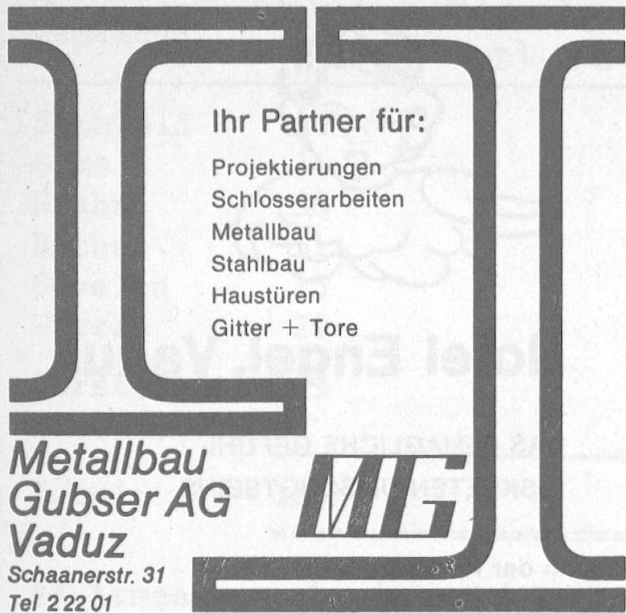 Ihr Partner für:
Projektierungen
Schlosserarbeiten
Metallbau
Stahlbau
Haustüren
Gitter + Tore
Metallbau
Gubser AG
Vaduz
Schaanerstr. 31
Tel 2 22 01
MG